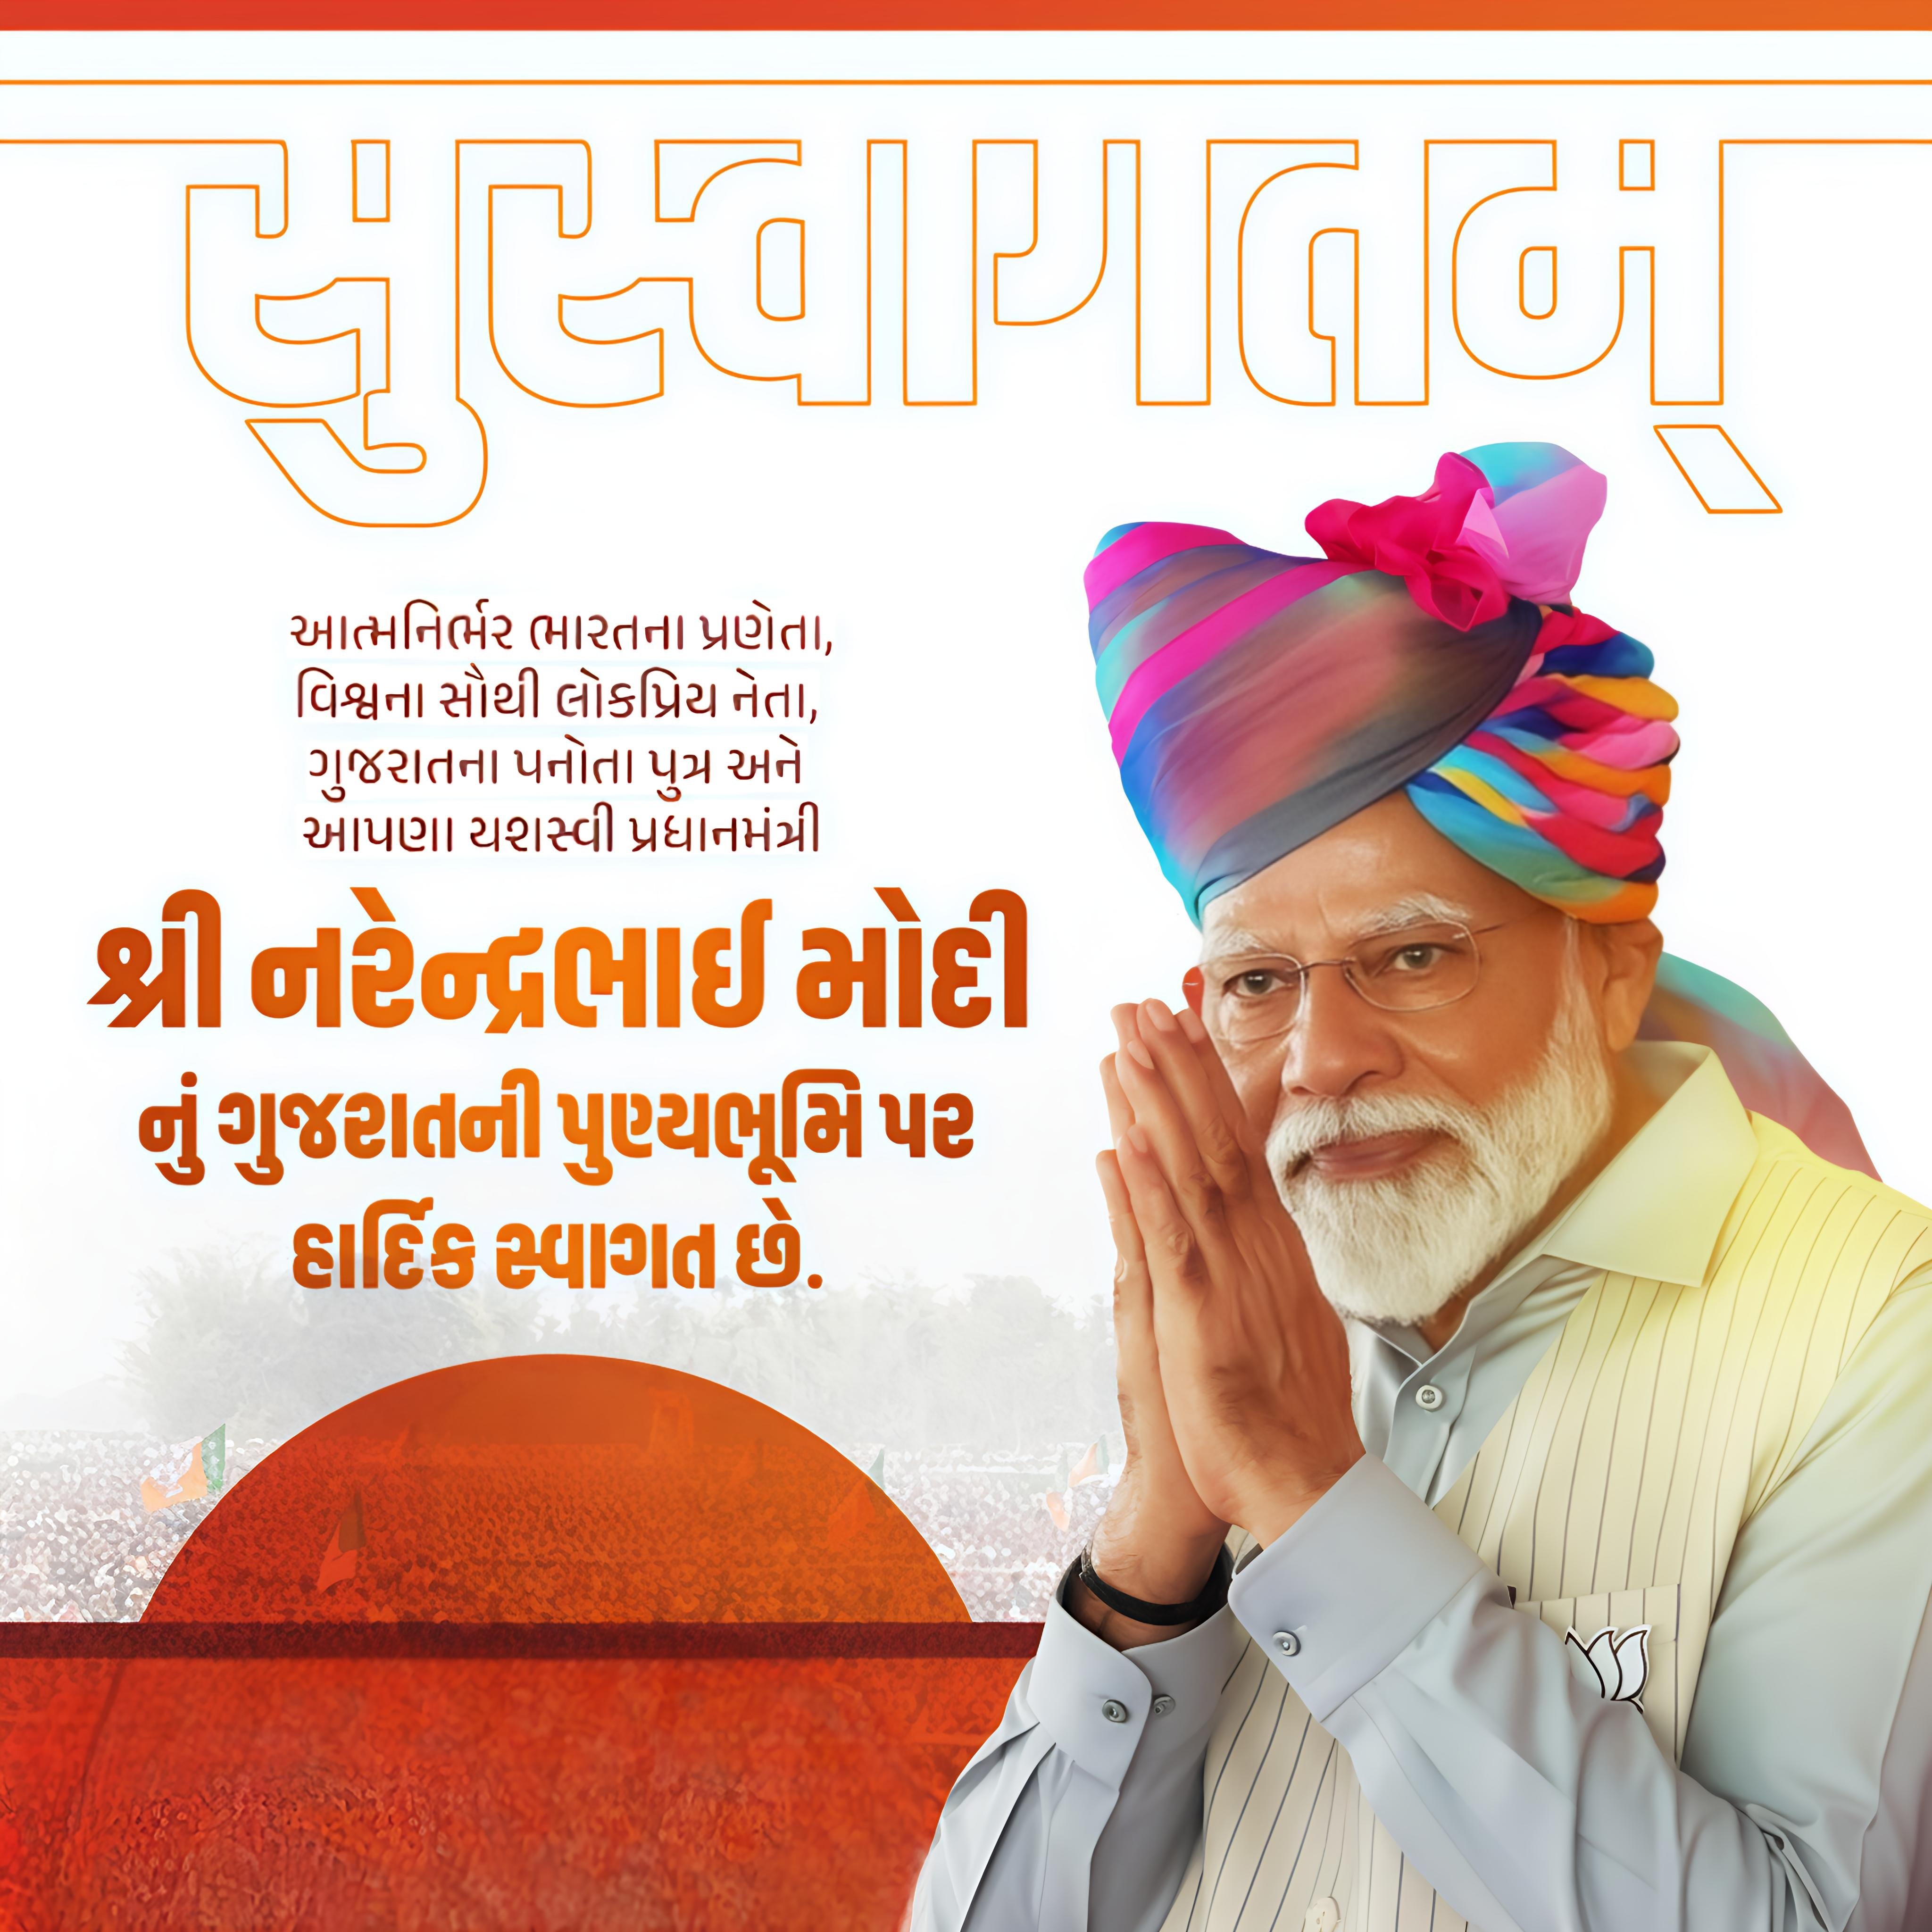 સુસ્વાગતમ્
આત્મનિર્ભર ભારતના પ્રણેતા,
વિશ્વના સૌથી લોકપ્રિય નેતા,
ગુજરાતના પનોતા પુત્ર અને
આપણા યશસ્વી પ્રધાનમંત્રી
શ્રી નરેન્દ્રભાઈ મોદી
નું ગુજરાતની પુણ્યભૂમિ પર
હાર્દિક સ્વાગત છે.